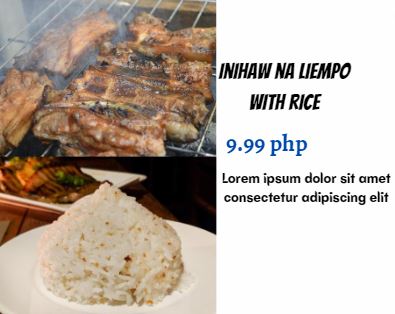 INIHAW NA LIEMPO
WITH RICE
9.99 php
Lorem ipsum dolor sit amet
consectetur adipiscing elit